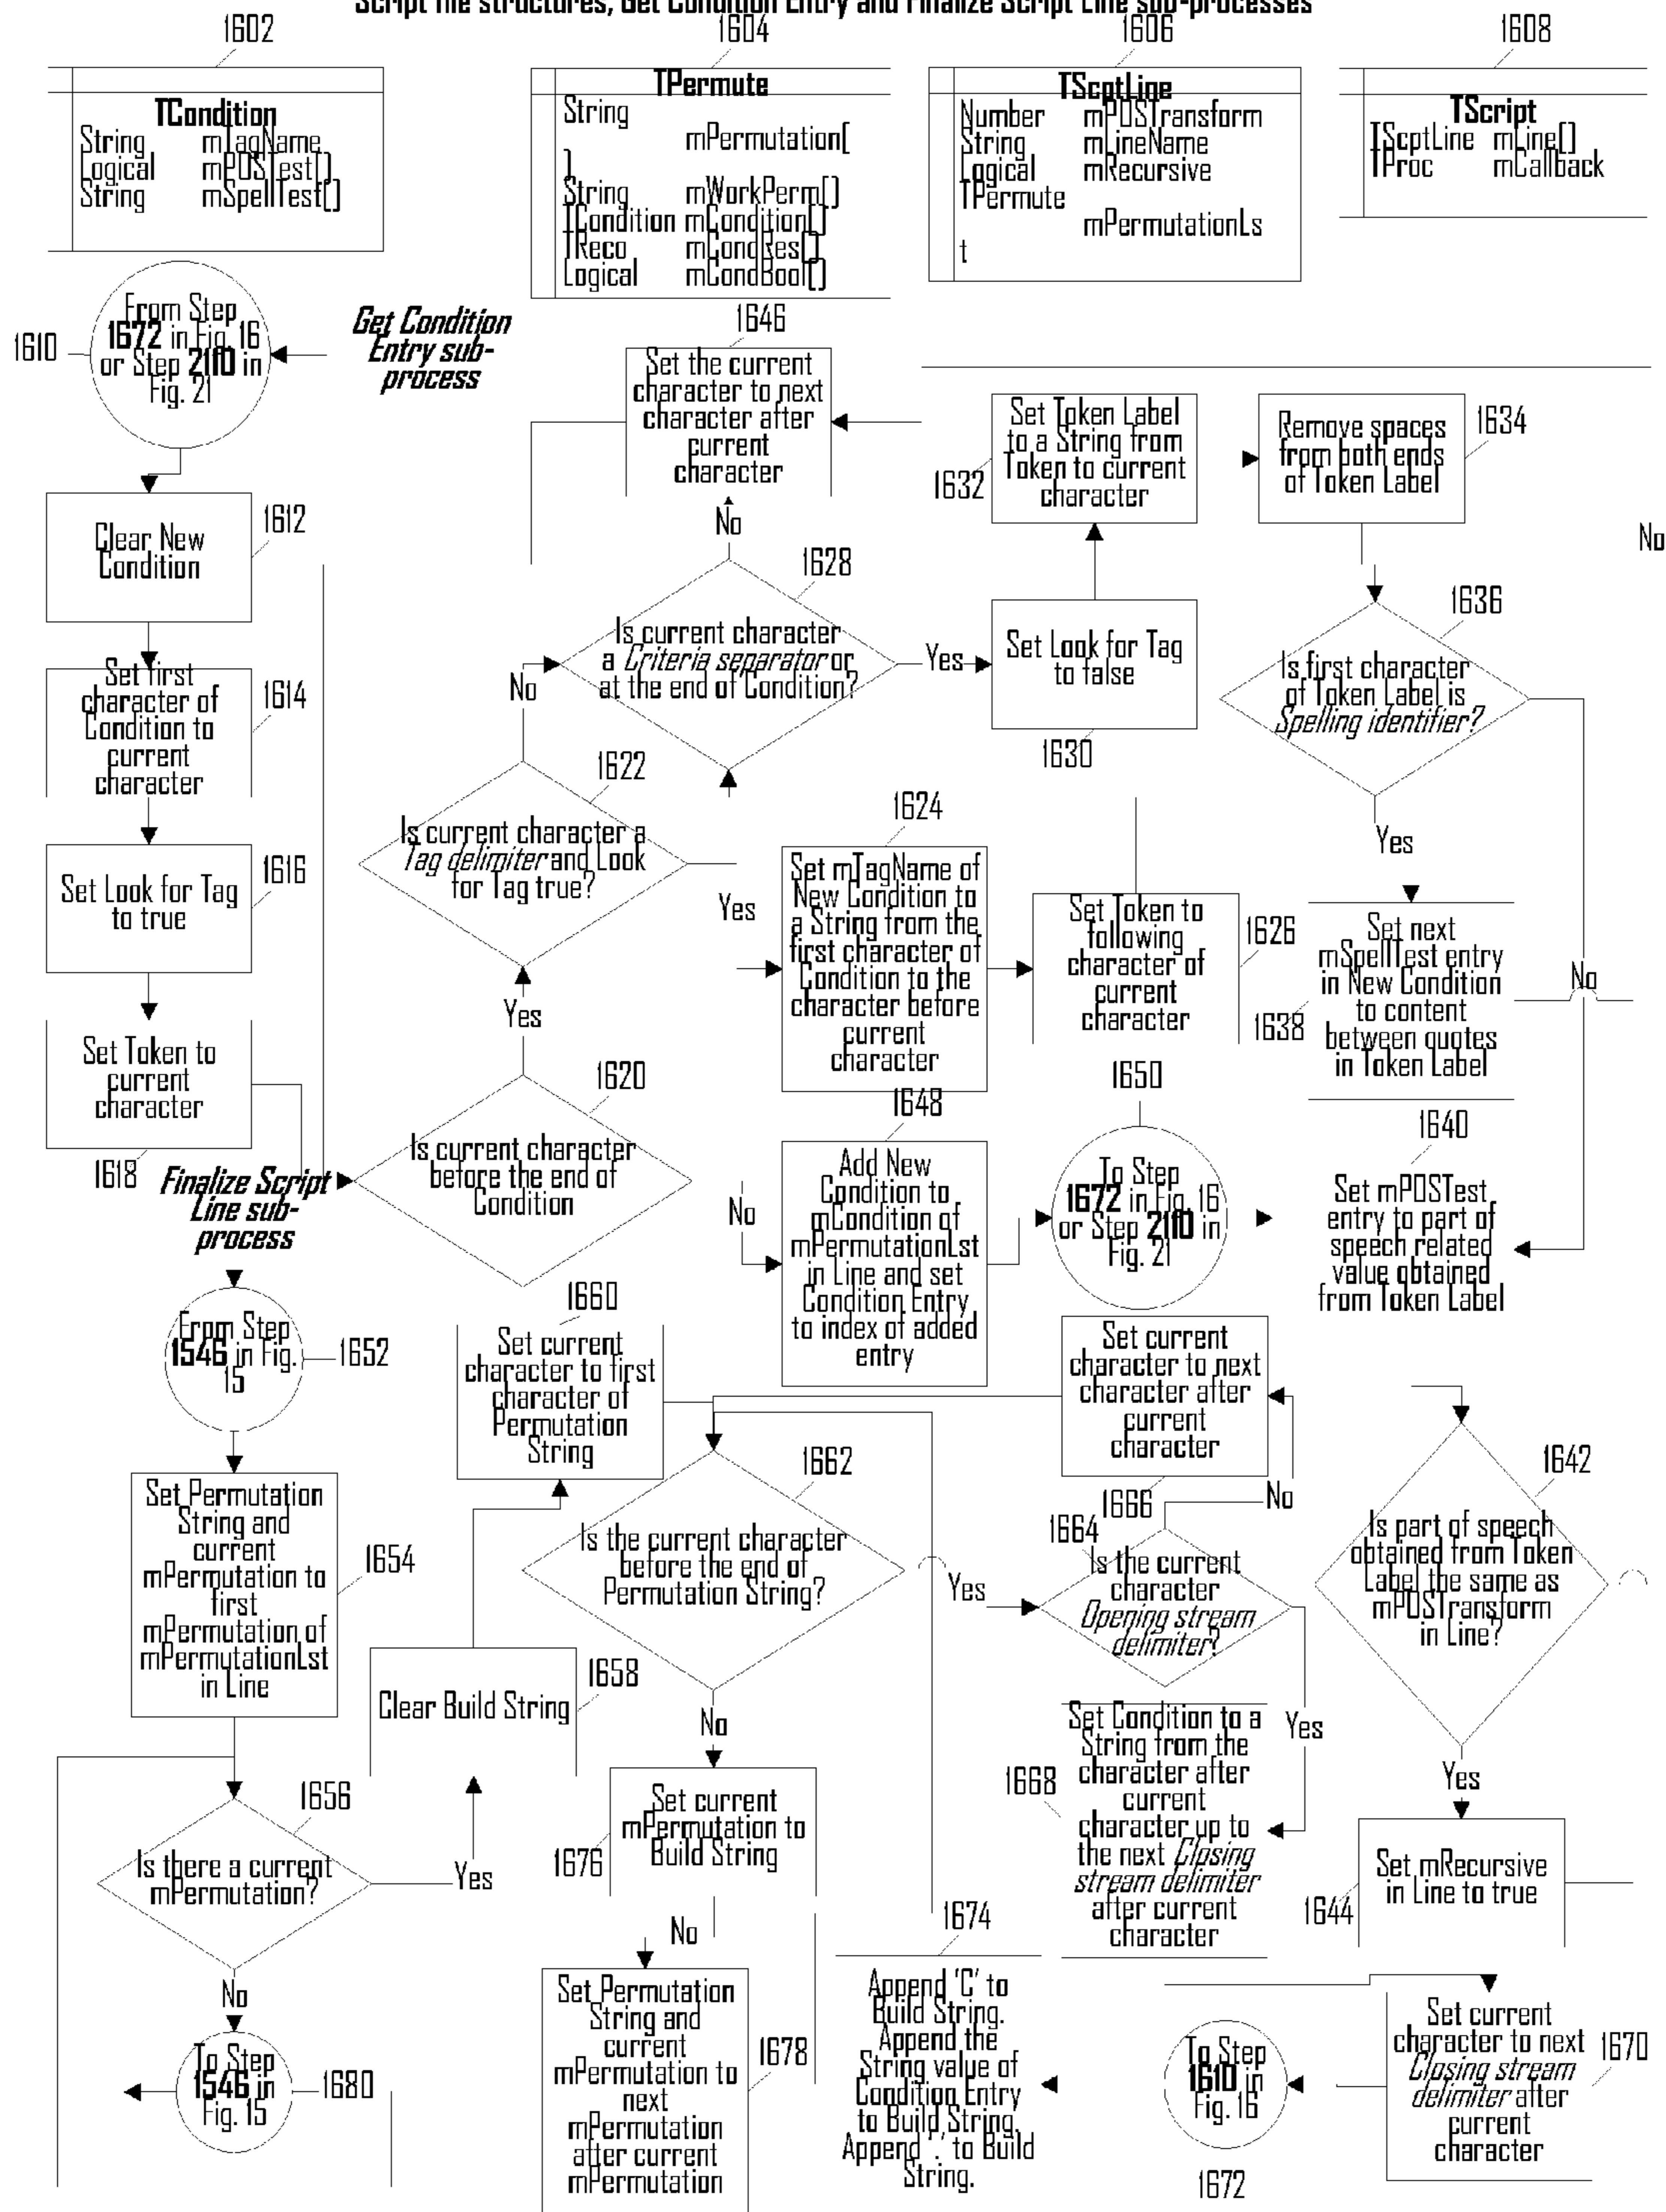 Script file structures, Get Condition Entry and Finalize Script Line sub-processes
1602
TCondition
String mTagName
Logical mPOSTest()
String mSpellTest()
1604
TPermute
String
mPermutation(
)
String mWorkPerm()
TCondition mCondition()
TReco mCondRes()
Logical mCondBool()
1606
TScptLine
Number mPOSTransform
String mLineName
Logical mRecursive
TPermute
mPermutationLs
t
1608
TScript
TScptLine mLine()
TProc mCallback
1610
From Step
1672 in Fig. 16
or Step 2110 in
Fig. 21
Get Condition
Entry sub-
process
1612
Clear New
Condition
1614
Set first
character of
Condition to
current
character
1616
Set Look for Tag
to true
Set Token to
current
character
1618
1646
Set the current
character to next
character after
current
character
No
1628
Is current character
a Criteria separator or
at the end of Condition?
No
Yes
1622
Is current character a
Tag delimiter and Look
for Tag true?
Yes
Yes
1620
Is current character
before the end of
Condition
No
Set Token Label
to a String from
Token to current
character
1632
Remove spaces
from both ends
of Token Label
1634
No
Set Look for Tag
to false
1630
1636
Is first character
of Token Label is
Spelling identifier?
Yes
No
1624
Set mTagName of
New Condition to
a String from the
first character of
Condition to the
character before
current
character
Set Token to
following
character of
current
character
1626
Set next
mSpellTest entry
in New Condition
to content
between quotes
in Token Label
1638
1648
Add New
Condition to
mCondition of
mPermutationLst
in Line and set
Condition Entry
to index of added
entry
1650
To Step
1672 in Fig. 16
or Step 2110 in
Fig. 21
1640
Set mPOSTest
entry to part of
speech related
value obtained
from Token Label
Finalize Script
Line sub-
process
From Step
1546 in Fig.
15
1652
Set Permutation
String and
current
mPermutation to
first
mPermutation of
mPermutationLst
in Line
1654
1656
Is there a current
mPermutation?
Yes
No
To Step
1546 in
Fig. 15
1680
Clear Build String
1658
1660
Set current
character to first
character of
Permutation
String
1662
Is the current character
before the end of
Permutation String?
Yes
No
Set current
mPermutation to
Build String
1676
No
Set Permutation
String and
current
mPermutation to
next
mPermutation
after current
mPermutation
1678
Set current
character to next
character after
current
character
1666
No
1664
Is the current
character
Opening stream
delimiter?
Yes
Set Condition to a
String from the
character after
current
character up to
the next Closing
stream delimiter
after current
character
1668
1642
Is part of speech
obtained from Token
Label the same as
mPOSTransform
in Line?
Yes
Set mRecursive
in Line to true
1644
1674
Append 'C' to
Build String.
Append the
String value of
Condition Entry
to Build String.
Append '.' to Build
String.
To Step
1610 in
Fig. 16
1672
Set current
character to next
Closing stream
delimiter after
current
character
1670